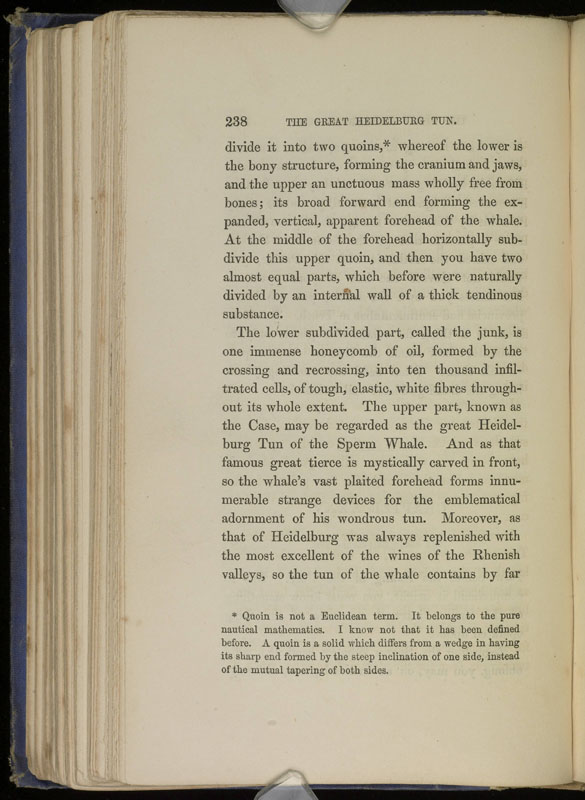 238 THE GREAT HEIDELBURG TUN.
divide it into two quoins,* whereof the lower is
the bony structure, forming the cranium and jaws,
and the upper an unctuous mass wholly free from
bones; its broad forward end forming the ex-
panded, vertical, apparent forehead of the whale.
At the middle of the forehead horizontally sub-
divide this upper quoin, and then you have two
almost equal parts, which before were naturally
divided by an internal wall of a thick tendinous
substance.
The lower subdivided part, called the junk, is
one immense honeycomb of oil, formed by the
crossing and recrossing, into ten thousand infil-
trated cells, of tough, elastic, white fibres through-
out its whole extent. The upper part, known as
the Case, may be regarded as the great Heidel-
burg Tun of the Sperm Whale. And as that
famous great tierce is mystically carved in front,
so the whale's vast plaited forehead forms innu-
merable strange devices for the emblematical
adornment of his wondrous tun. Moreover, as
that of Heidelburg was always replenished with
the most excellent of the wines of the Rhenish
valleys, so the tun of the whale contains by far
* Quoin is not a Euclidean term. It belongs to the pure
nautical mathematics. I know not that it has been defined
before. A quoin is a solid which differs from a wedge in having
its sharp end formed by the steep inclination of one side, instead
of the mutual tapering of both sides.